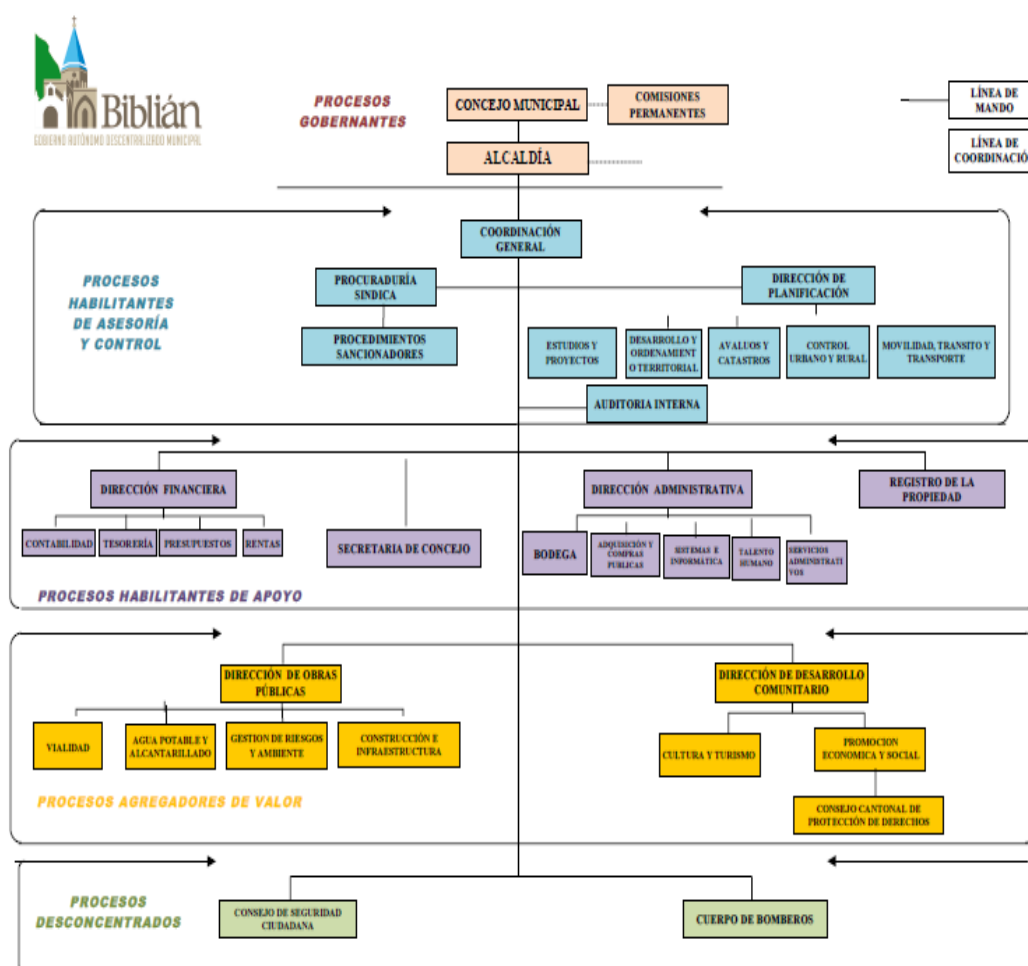 Biblián
GOBIERNO AUTÓNOMO DESCENTRALIZADO MUNICIPAL
PROCESOS
GOBERNANTES
CONCEJO MUNICIPAL
COMISIONES
PERMANENTES
LÍNEA DE
MANDO
ALCALDÍA
LÍNEA DE
COORDINACIÓ
COORDINACIÓN
GENERAL
PROCESOS
HABILITANTES
DE ASESORÍA
Y CONTROL
PROCURADURÍA
SINDICA
DIRECCIÓN DE
PLANIFICACIÓN
PROCEDIMIENTOS
SANCIONADORES
ESTUDIOS Y
PROYECTOS
DESARROLLO Y
ORDENAMIENT
O TERRITORIAL
AVALUOS Y
CATASTROS
CONTROL
URBANO Y RURAL
MOVILIDAD, TRANSITO Y
TRANSPORTE
AUDITORIA INTERNA
DIRECCIÓN FINANCIERA
DIRECCIÓN ADMINISTRATIVA
REGISTRO DE LA
PROPIEDAD
CONTABILIDAD
TESORERÍA
PRESUPUESTOS
RENTAS
SECRETARIA DE CONCEJO
BODEGA
ADQUISICIÓN Y
COMPRAS
PUBLICAS
SISTEMAS E
INFORMÁTICA
TALENTO
HUMANO
SERVICIOS
ADMINISTRATI
VOS
PROCESOS HABILITANTES DE APOYO
DIRECCIÓN DE OBRAS
PÚBLICAS
DIRECCIÓN DE DESARROLLO
COMUNITARIO
VIALIDAD
AGUA POTABLE Y
ALCANTARILLADO
GESTION DE RIESGOS
Y AMBIENTE
CONSTRUCCIÓN E
INFRAESTRUCTURA
CULTURA Y TURISMO
PROMOCION
ECONOMICA Y SOCIAL
PROCESOS AGREGADORES DE VALOR
CONSEJO CANTONAL DE
PROTECCIÓN DE DERECHOS
PROCESOS
DESCONCENTRADOS
CONSEJO DE SEGURIDAD
CIUDADANA
CUERPO DE BOMBEROS